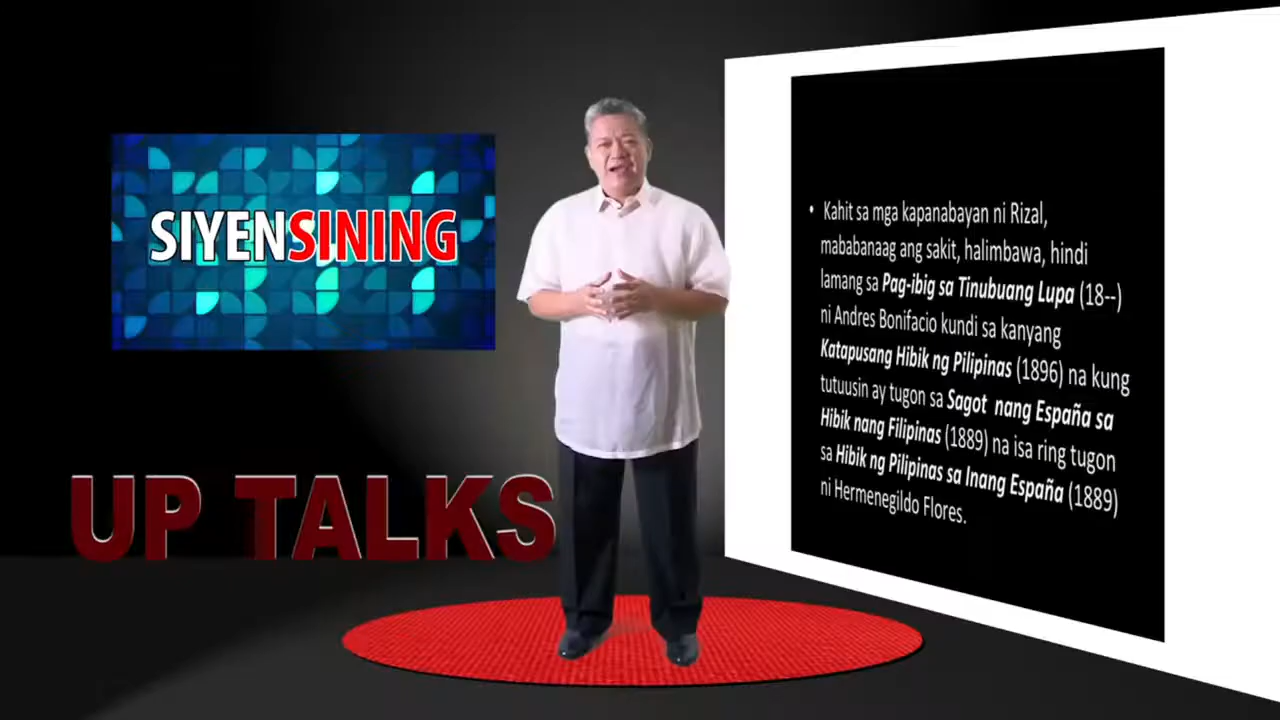 SIYENSINING
UP TALKS
• Kahit sa mga kapanabayan ni Rizal,
mababanaag ang sakit, halimbawa, hindi
lamang sa Pag-ibig sa Tinubuang Lupa (18--)
ni Andres Bonifacio kundi sa kanyang
Katapusang Hibik ng Pilipinas (1896) na kung
tutuusin ay tugon sa Sagot nang España sa
Hibik nang Filipinas (1889) na isa ring tugon
sa Hibik ng Pilipinas sa Inang España (1889)
ni Hermenegildo Flores.